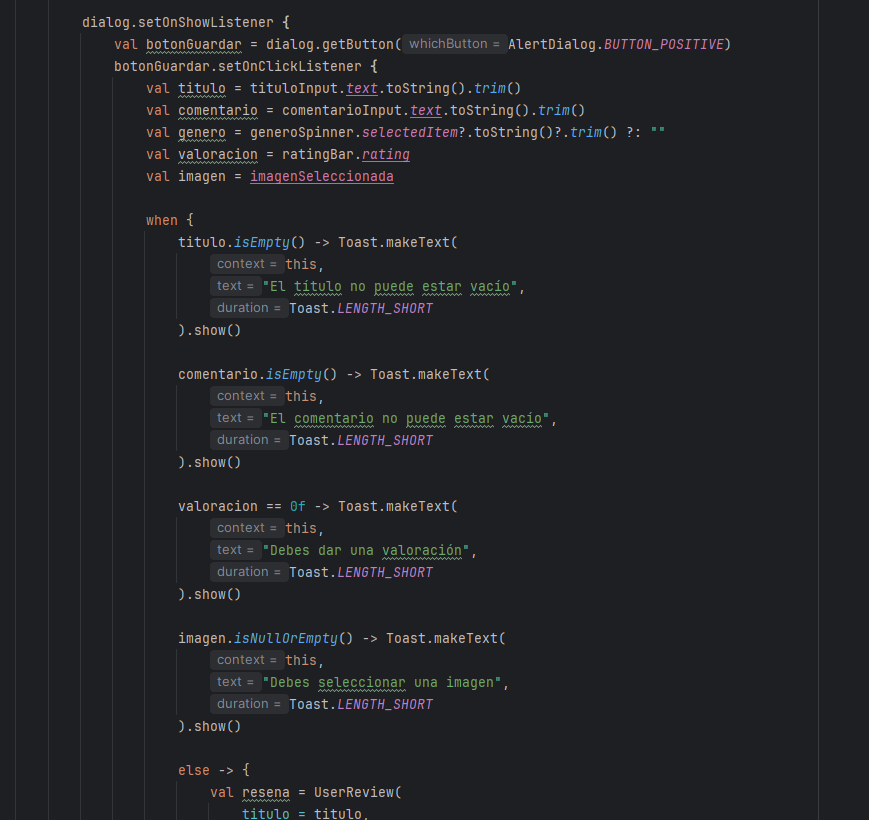 dialog.setOnShowListener {
val botonGuardar = dialog.getButton( whichButton = AlertDialog.BUTTON_POSITIVE)
botonGuardar.setOnClickListener {
val titulo = tituloInput.text.toString().trim()
val comentario = comentarioInput.text.toString().trim()
val genero = generoSpinner.selectedItem?.toString()?.trim() ?: ""
val valoracion = ratingBar.rating
val imagen = imagenSeleccionada
when {
titulo.isEmpty() -> Toast.makeText(
context = this,
text = "El titulo no puede estar vacio",
duration = Toast.LENGTH_SHORT
).show()
comentario.isEmpty() -> Toast.makeText(
context = this,
text = "El comentario no puede estar vacio",
duration = Toast.LENGTH_SHORT
).show()
valoracion == 0f -> Toast.makeText(
context = this,
text = "Debes dar una valoración",
duration = Toast.LENGTH_SHORT
).show()
imagen.isNullOrEmpty() -> Toast.makeText(
context = this,
text = "Debes seleccionar una imagen",
duration = Toast.LENGTH_SHORT
).show()
else -> {
val resena = UserReview(
titulo = titulo,